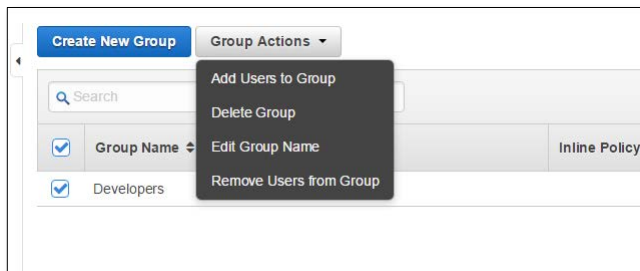 Create New Group
Group Actions
Add Users to Group
Search
Delete Group
Group Name
Edit Group Name
Inline Policy
Developers
Remove Users from Group